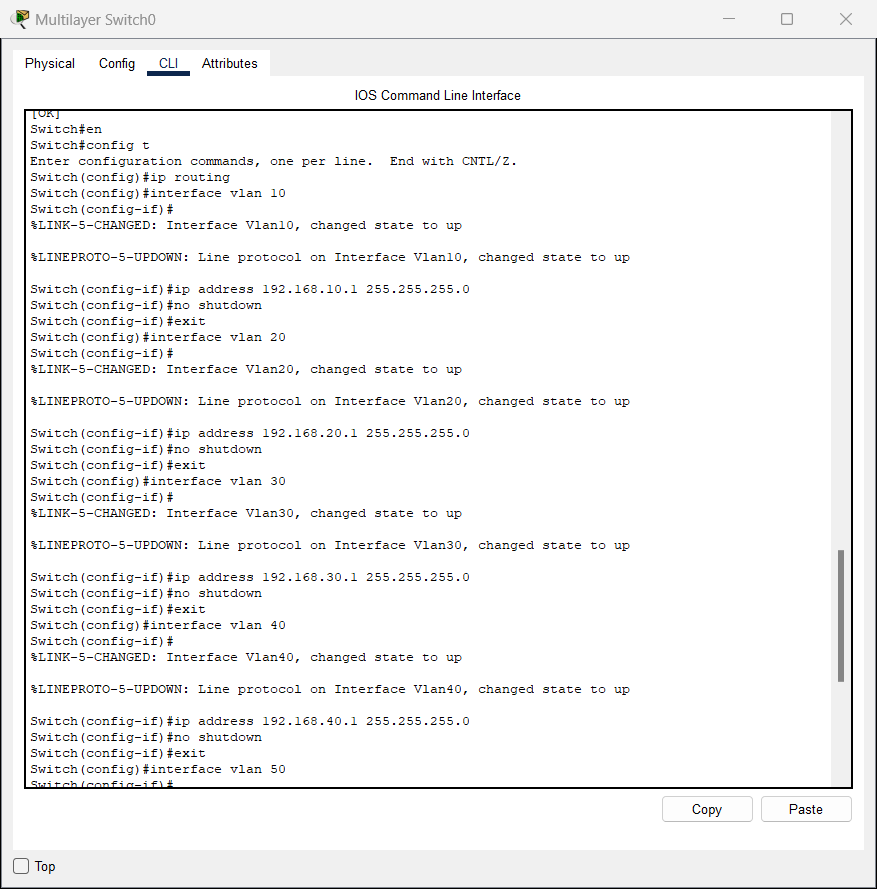 Multilayer Switch0
Physical Config CLI Attributes
IOS Command Line Interface
[OK]
Switch#en
Switch#config t
Enter configuration commands, one per line.  End with CNTL/Z.
Switch(config)#ip routing
Switch(config)#interface vlan 10
Switch(config-if)#
%LINK-5-CHANGED: Interface Vlan10, changed state to up
%LINEPROTO-5-UPDOWN: Line protocol on Interface Vlan10, changed state to up
Switch(config-if)#ip address 192.168.10.1 255.255.255.0
Switch(config-if)#no shutdown
Switch(config-if)#exit
Switch(config)#interface vlan 20
Switch(config-if)#
%LINK-5-CHANGED: Interface Vlan20, changed state to up
%LINEPROTO-5-UPDOWN: Line protocol on Interface Vlan20, changed state to up
Switch(config-if)#ip address 192.168.20.1 255.255.255.0
Switch(config-if)#no shutdown
Switch(config-if)#exit
Switch(config)#interface vlan 30
Switch(config-if)#
%LINK-5-CHANGED: Interface Vlan30, changed state to up
%LINEPROTO-5-UPDOWN: Line protocol on Interface Vlan30, changed state to up
Switch(config-if)#ip address 192.168.30.1 255.255.255.0
Switch(config-if)#no shutdown
Switch(config-if)#exit
Switch(config)#interface vlan 40
Switch(config-if)#
%LINK-5-CHANGED: Interface Vlan40, changed state to up
%LINEPROTO-5-UPDOWN: Line protocol on Interface Vlan40, changed state to up
Switch(config-if)#ip address 192.168.40.1 255.255.255.0
Switch(config-if)#no shutdown
Switch(config-if)#exit
Switch(config)#interface vlan 50
Switch(config-if)#
Copy Paste
Top